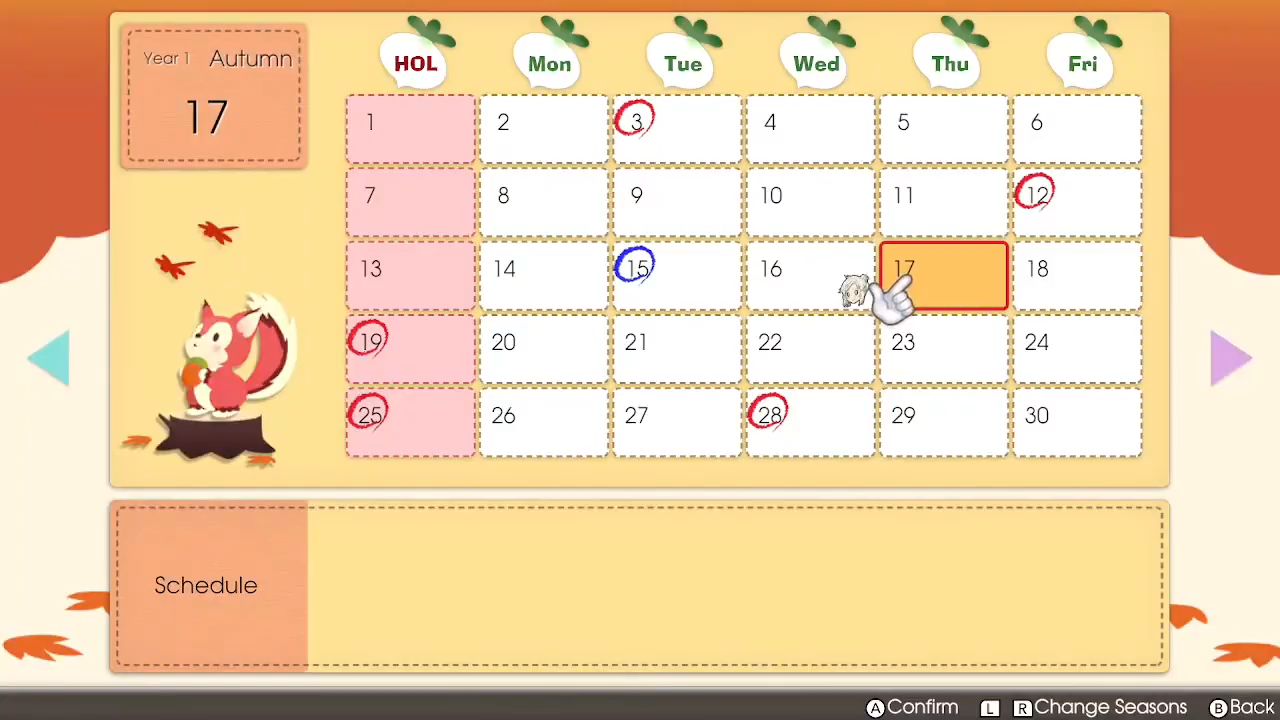 Year 1 Autumn
17
HOL Mon Tue Wed Thu Fri
1 2 3 4 5 6
7 8 9 10 11 12
13 14 15 16 17 18
19 20 21 22 23 24
25 26 27 28 29 30
Schedule
A Confirm L R Change Seasons B Back